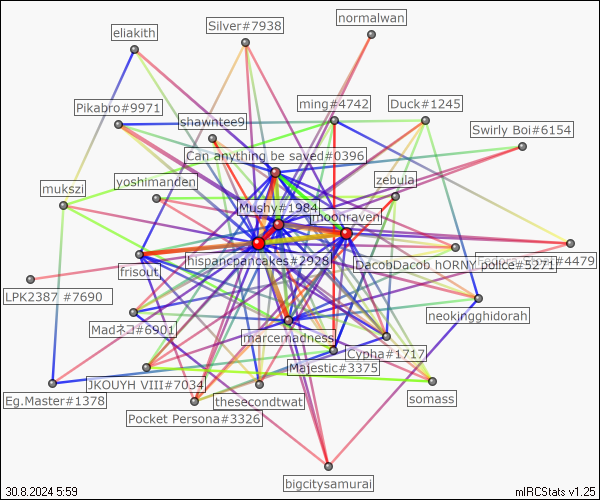 normalwan
Silver#7938
eliakith
ming#4742
Duck#1245
Pikabro#9971
shawntee9
Swirly Boi#6154
Can anything be saved#0396
zebula
yoshimanden
mukszi
Mushy#1984
moonraven
hispancpancakes#2928
DacobDacob hORNY police#5271
#4479
frisout
LPK2387 #7690
neokingghidorah
Madネコ#6901
marcemadness
Cypha#1717
Majestic#3375
JKOUYH VIII#7034
Eg.Master#1378
thesecondtwat
somass
Pocket Persona#3326
bigcitysamurai
30.8.2024 5:59
mIRCStats v1.25